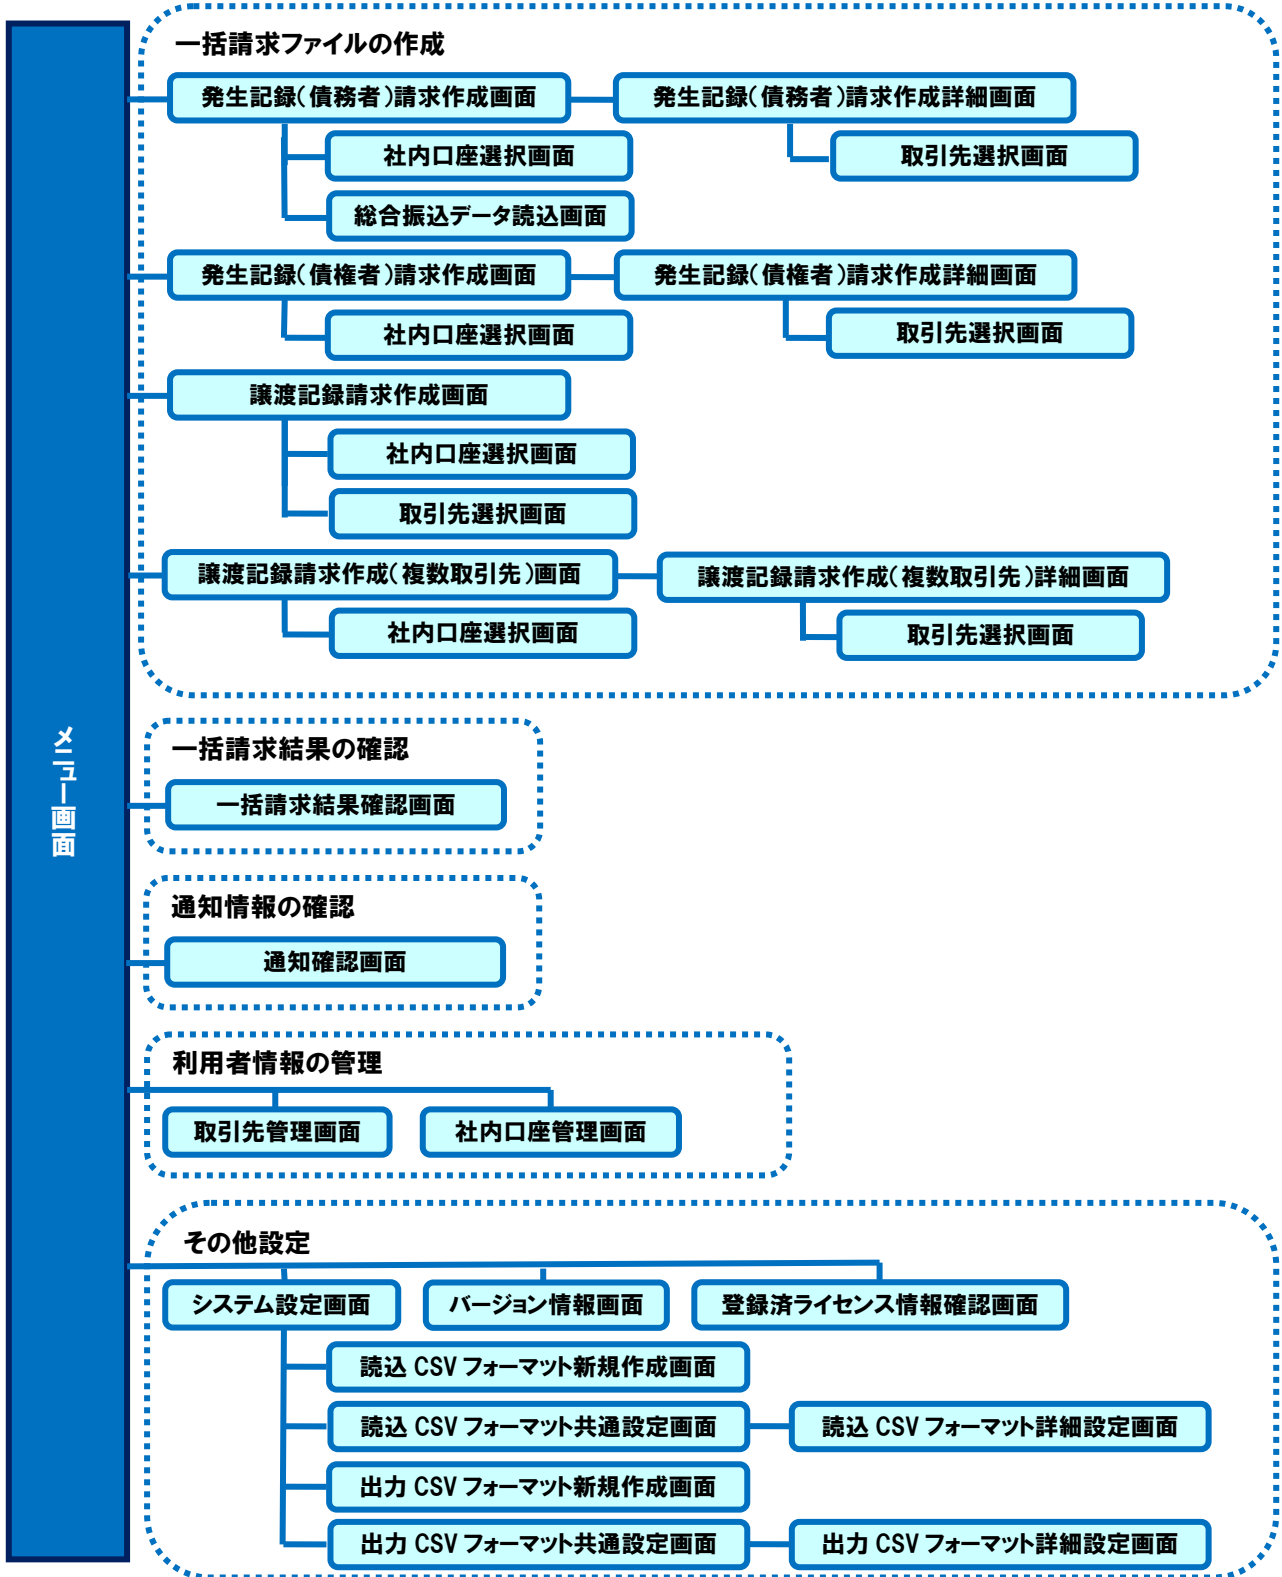 メニュー画面
一括請求ファイルの作成
発生記録（債務者）請求作成画面
発生記録（債務者）請求作成詳細画面
社内口座選択画面
取引先選択画面
総合振込データ読込画面
発生記録（債権者）請求作成画面
発生記録（債権者）請求作成詳細画面
社内口座選択画面
取引先選択画面
譲渡記録請求作成画面
社内口座選択画面
取引先選択画面
譲渡記録請求作成（複数取引先）画面
譲渡記録請求作成（複数取引先）詳細画面
社内口座選択画面
取引先選択画面
一括請求結果の確認
一括請求結果確認画面
通知情報の確認
通知確認画面
利用者情報の管理
取引先管理画面
社内口座管理画面
その他設定
システム設定画面
バージョン情報画面
登録済ライセンス情報確認画面
読込 CSV フォーマット新規作成画面
読込 CSV フォーマット共通設定画面
読込 CSV フォーマット詳細設定画面
出力 CSV フォーマット新規作成画面
出力 CSV フォーマット共通設定画面
出力 CSV フォーマット詳細設定画面